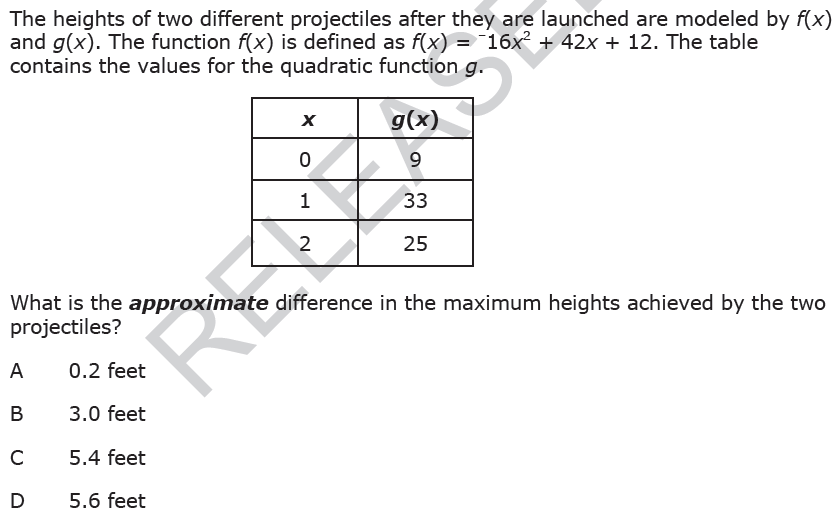 The heights of two different projectiles after they are launched are modeled by f(x)
and g(x). The function f(x) is defined as f(x) = ⁻16x² + 42x + 12. The table
contains the values for the quadratic function g.
x g(x)
0 9
1 33
2 25
What is the approximate difference in the maximum heights achieved by the two
projectiles?
A 0.2 feet
B 3.0 feet
C 5.4 feet
D 5.6 feet
RELEASE